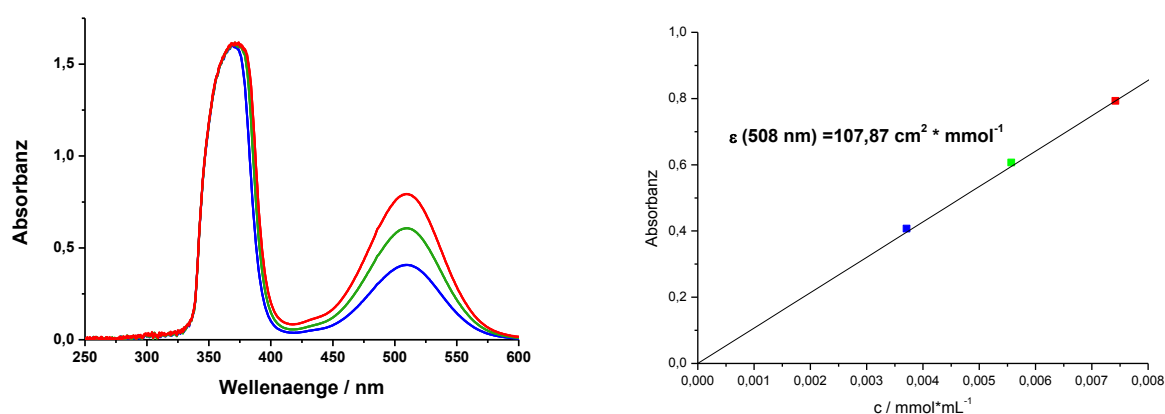 Absorbanz
1,5
1,0
0,5
0,0
250 300 350 400 450 500 550 600
Wellenaenge / nm
Absorbanz
1,0
0,8
0,6
0,4
0,2
0,0
ε (508 nm) =107,87 cm² * mmol⁻¹
0,000 0,001 0,002 0,003 0,004 0,005 0,006 0,007 0,008
c / mmol*mL⁻¹